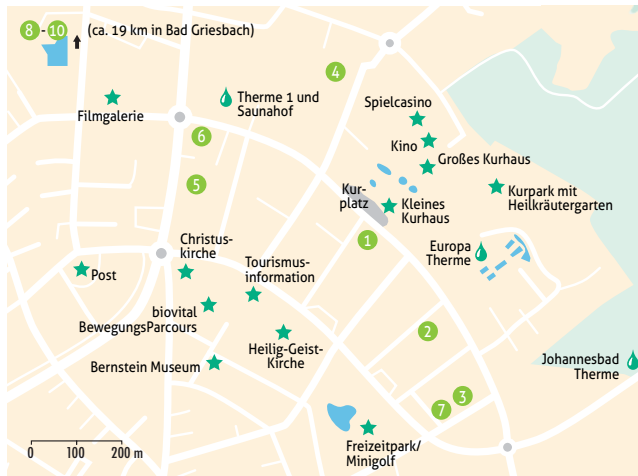 8 - 10 (ca. 19 km in Bad Griesbach)
4
Filmgalerie
Therme 1 und
Saunahof
Spielcasino
6
Kino
Großes Kurhaus
5
Kur-
platz
Kleines
Kurhaus
Kurpark mit
Heilkräutergarten
1
Christus-
kirche
Europa
Therme
Post
Tourismus-
information
biovital
BewegungsParcours
2
Heilig-Geist-
Kirche
Bernstein Museum
Johannesbad
Therme
3
7
0 100 200 m
Freizeitpark/
Minigolf